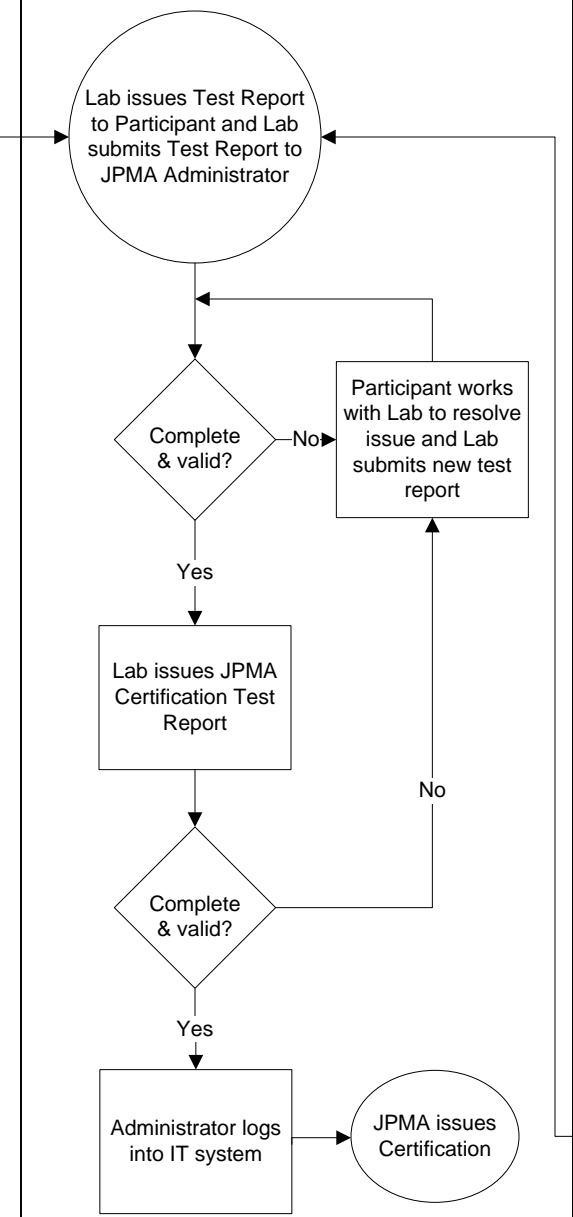 Lab issues Test Report
to Participant and Lab
submits Test Report to
JPMA Administrator
Complete
& valid?
No
Participant works
with Lab to resolve
issue and Lab
submits new test
report
Yes
Lab issues JPMA
Certification Test
Report
No
Complete
& valid?
Yes
Administrator logs
into IT system
JPMA issues
Certification